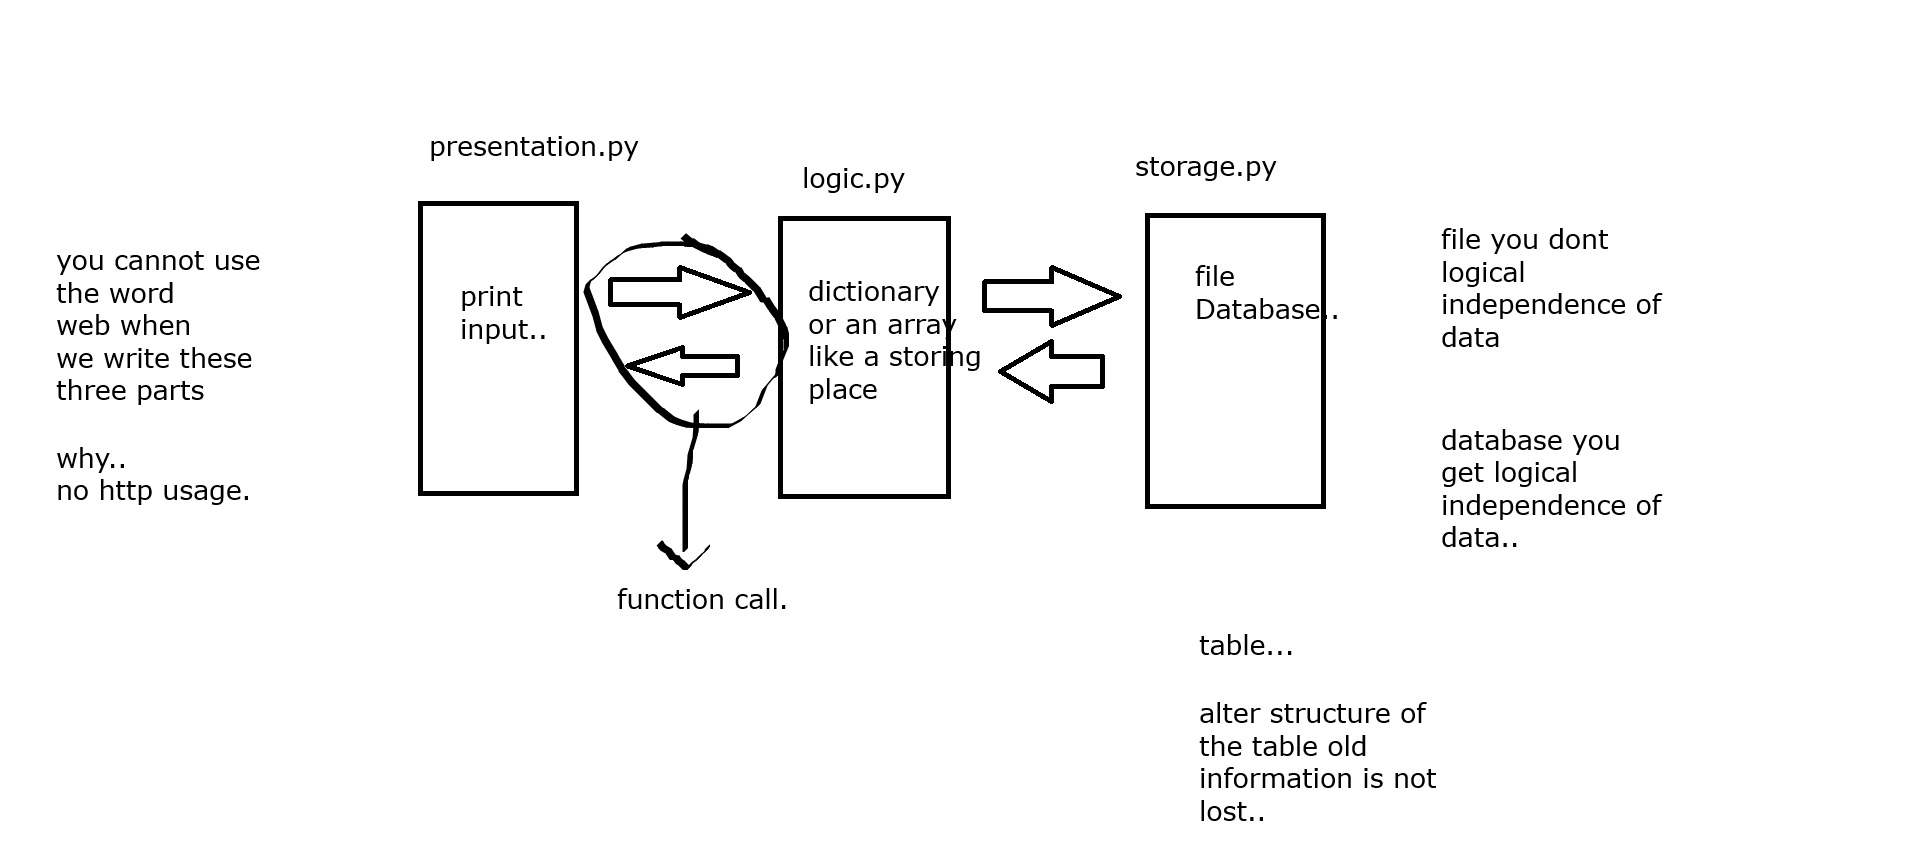 presentation.py
logic.py
storage.py
you cannot use
the word
web when
we write these
three parts
why..
no http usage.
print
input..
dictionary
or an array
like a storing
place
file
Database..
file you dont
logical
independence of
data
database you
get logical
independence of
data..
function call.
table...
alter structure of
the table old
information is not
lost..